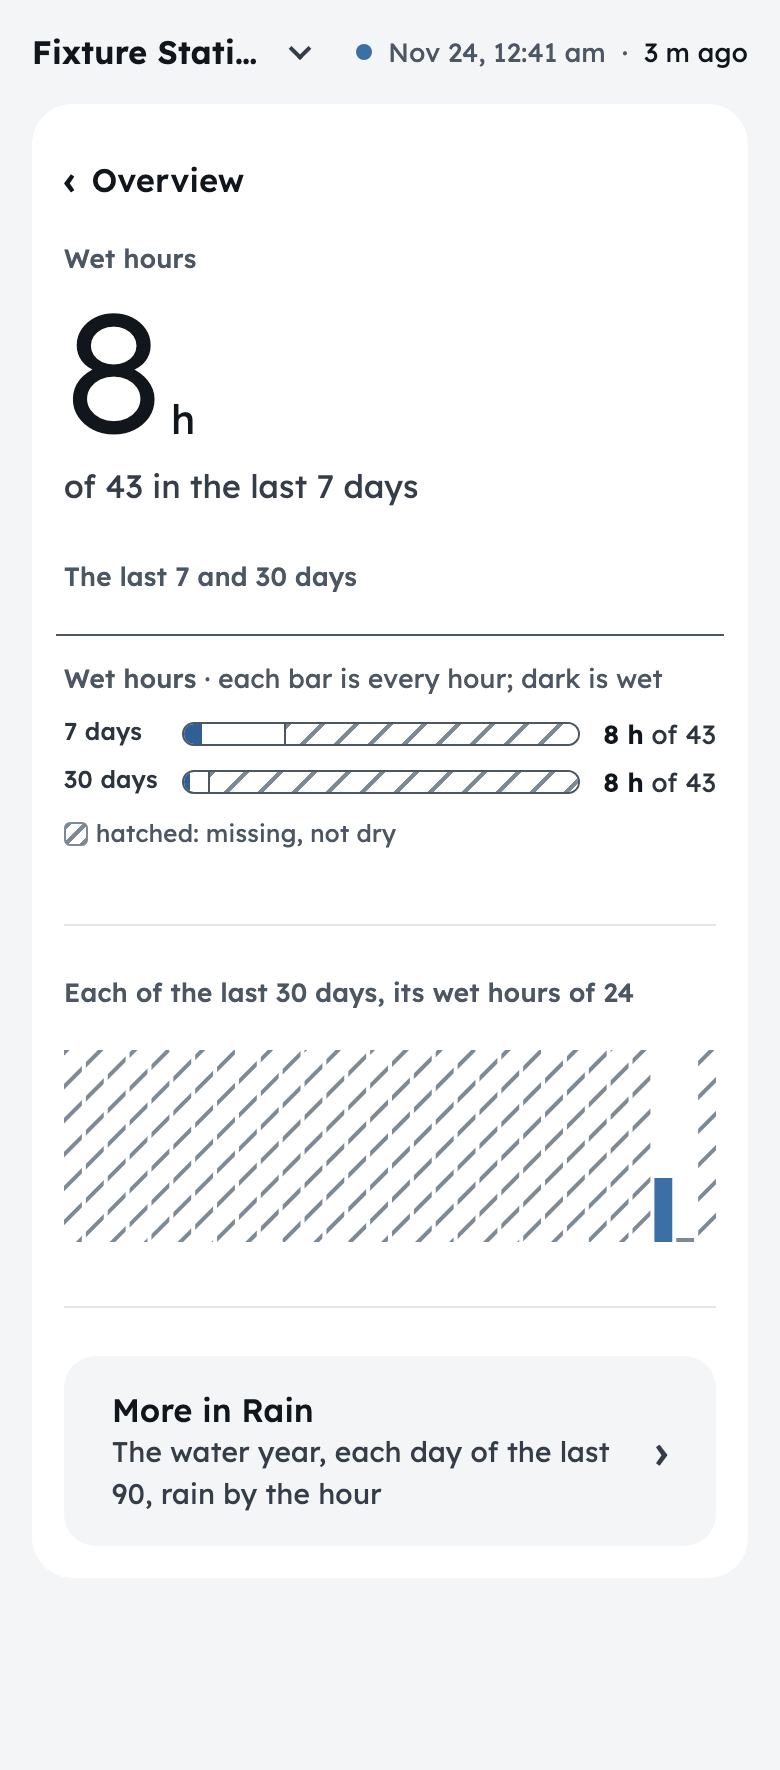 Fixture Stati...
Nov 24, 12:41 am · 3 m ago
‹ Overview
Wet hours
8 h
of 43 in the last 7 days
The last 7 and 30 days
Wet hours · each bar is every hour; dark is wet
7 days 8 h of 43
30 days 8 h of 43
hatched: missing, not dry
Each of the last 30 days, its wet hours of 24
More in Rain
The water year, each day of the last
90, rain by the hour
›